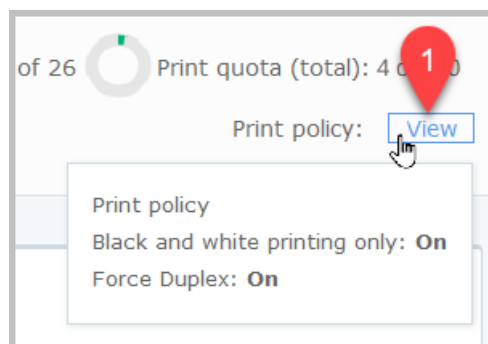 of 26 Print quota (total): 4 0
1
Print policy: View
Print policy
Black and white printing only: On
Force Duplex: On